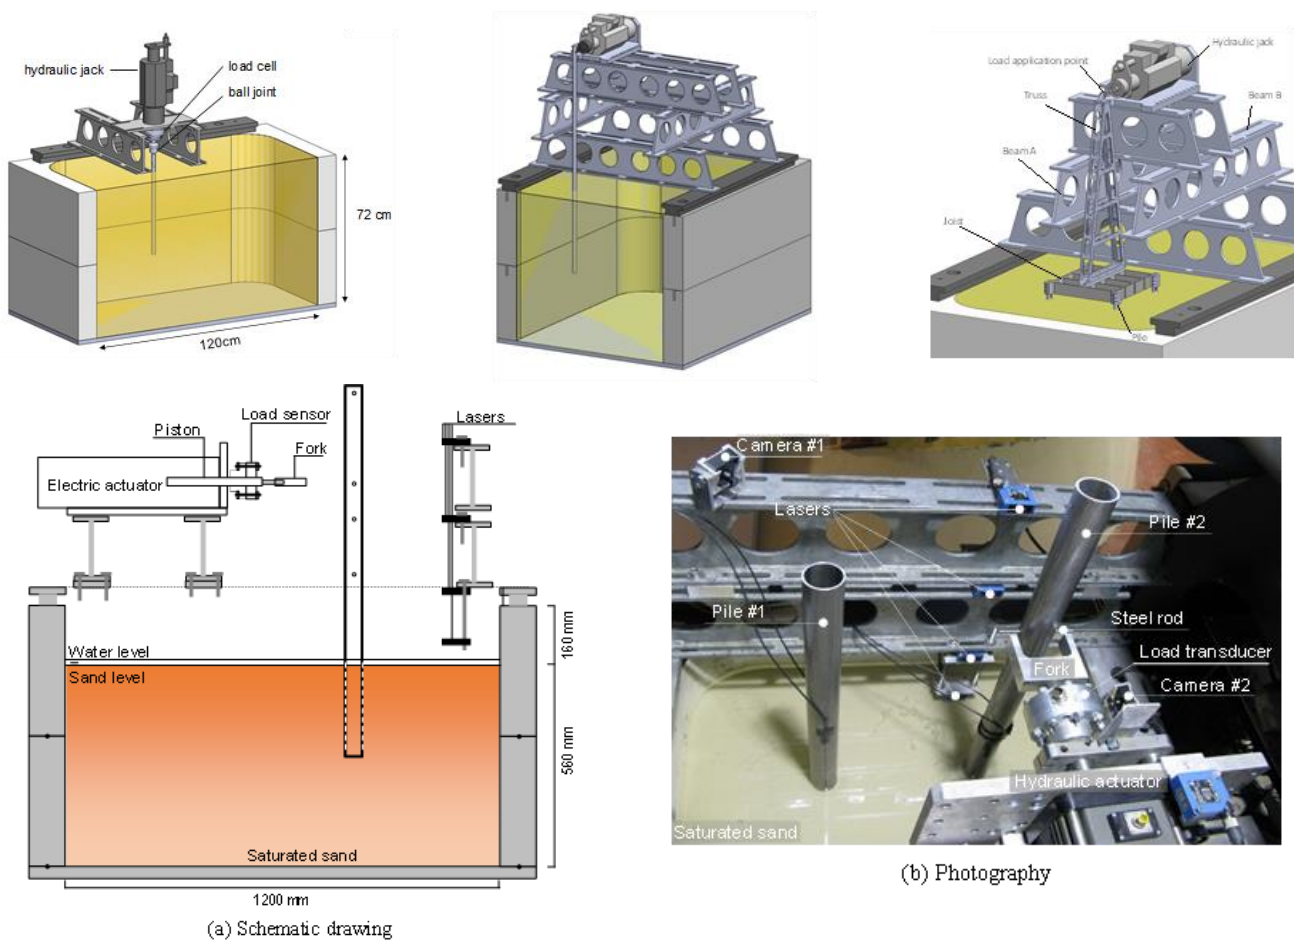 hydraulic jack
load cell
ball joint
72 cm
120cm
Hydraulic jack
Load application point
Truss
Beam B
Beam A
Joist
Pile
Load sensor
Piston
Fork
Electric actuator
Lasers
Water level
Sand level
160 mm
560 mm
Saturated sand
1200 mm
(a) Schematic drawing
Camera #1
Lasers
Pile #2
Pile #1
Steel rod
Fork
Load transducer
Camera #2
Hydraulic actuator
Saturated sand
(b) Photography